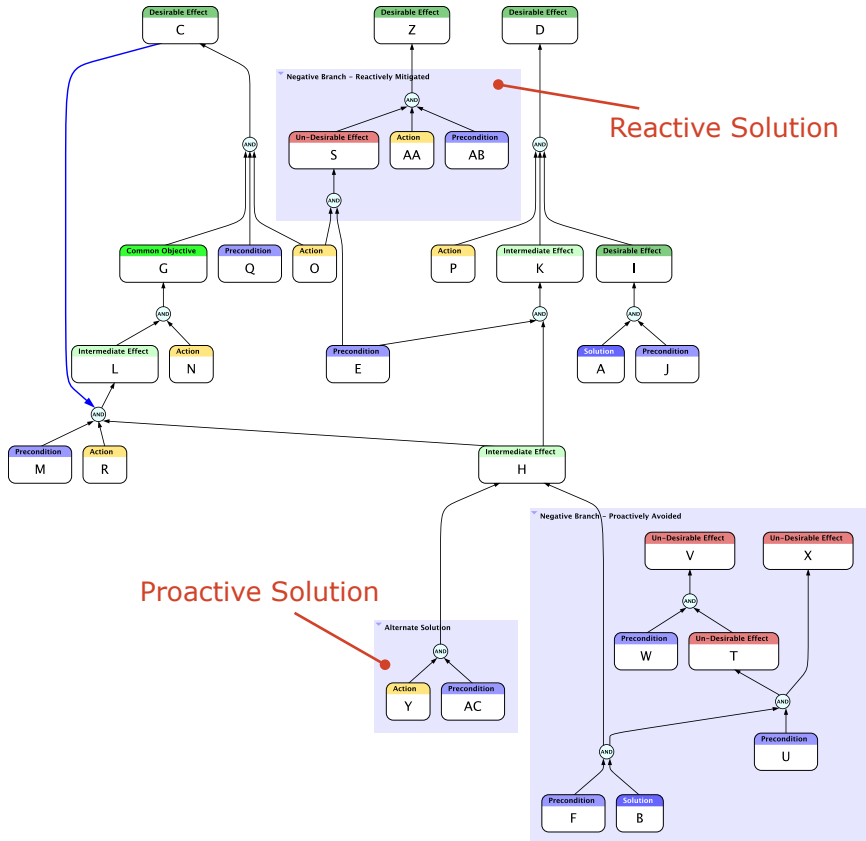 Desirable Effect
C
Desirable Effect
Z
Desirable Effect
D
Negative Branch - Reactively Mitigated
Reactive Solution
AND
Un-Desirable Effect
S
Action
AA
Precondition
AB
AND
AND
AND
Common Objective
G
Precondition
Q
Action
O
Action
P
Intermediate Effect
K
Desirable Effect
I
AND
AND
AND
Intermediate Effect
L
Action
N
Precondition
E
Solution
A
Precondition
J
AND
Precondition
M
Action
R
Intermediate Effect
H
Negative Branch - Proactively Avoided
Un-Desirable Effect
V
Un-Desirable Effect
X
Proactive Solution
AND
Alternate Solution
AND
Precondition
W
Un-Desirable Effect
T
Action
Y
Precondition
AC
AND
Precondition
U
AND
Precondition
F
Solution
B